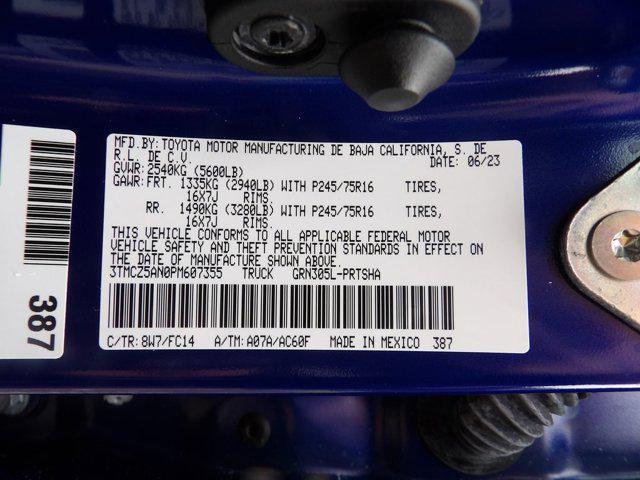 MFD.BY:TOYOTA MOTOR MANUFACTURING DE BAJA CALIFORNIA, S. DE
R.L. DE C.V. DATE: 06/23
GVWR:2540KG (5600LB)
GAWR:FRT. 1335KG (2940LB) WITH P245/75R16 TIRES,
16X7J RIMS.
RR. 1490KG (3280LB) WITH P245/75R16 TIRES,
16X7J RIMS.
THIS VEHICLE CONFORMS TO ALL APPLICABLE FEDERAL MOTOR
VEHICLE SAFETY AND THEFT PREVENTION STANDARDS IN EFFECT ON
THE DATE OF MANUFACTURE SHOWN ABOVE.
3TMCZ5AN0PM607355 TRUCK GRN305L-PRTSHA
C/TR:8W7/FC14 A/TM:A07A/AC60F MADE IN MEXICO 387
387